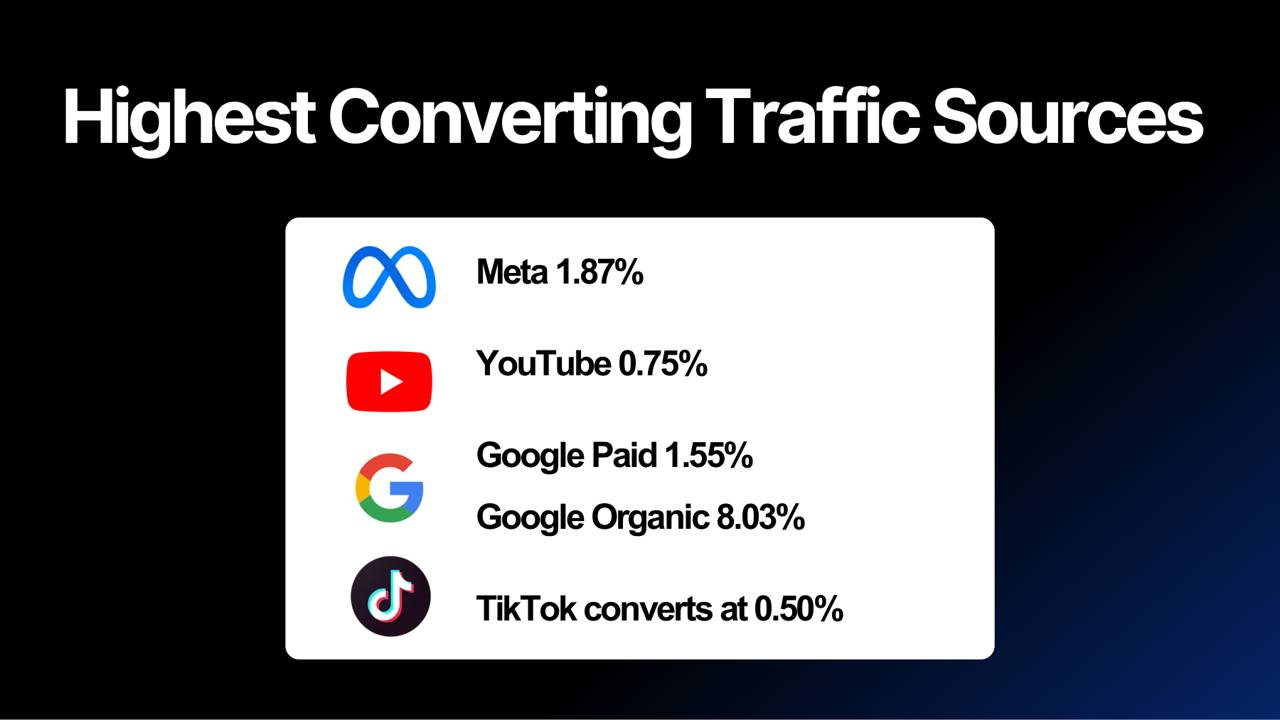 Highest Converting Traffic Sources
Meta 1.87%
YouTube 0.75%
Google Paid 1.55%
Google Organic 8.03%
TikTok converts at 0.50%